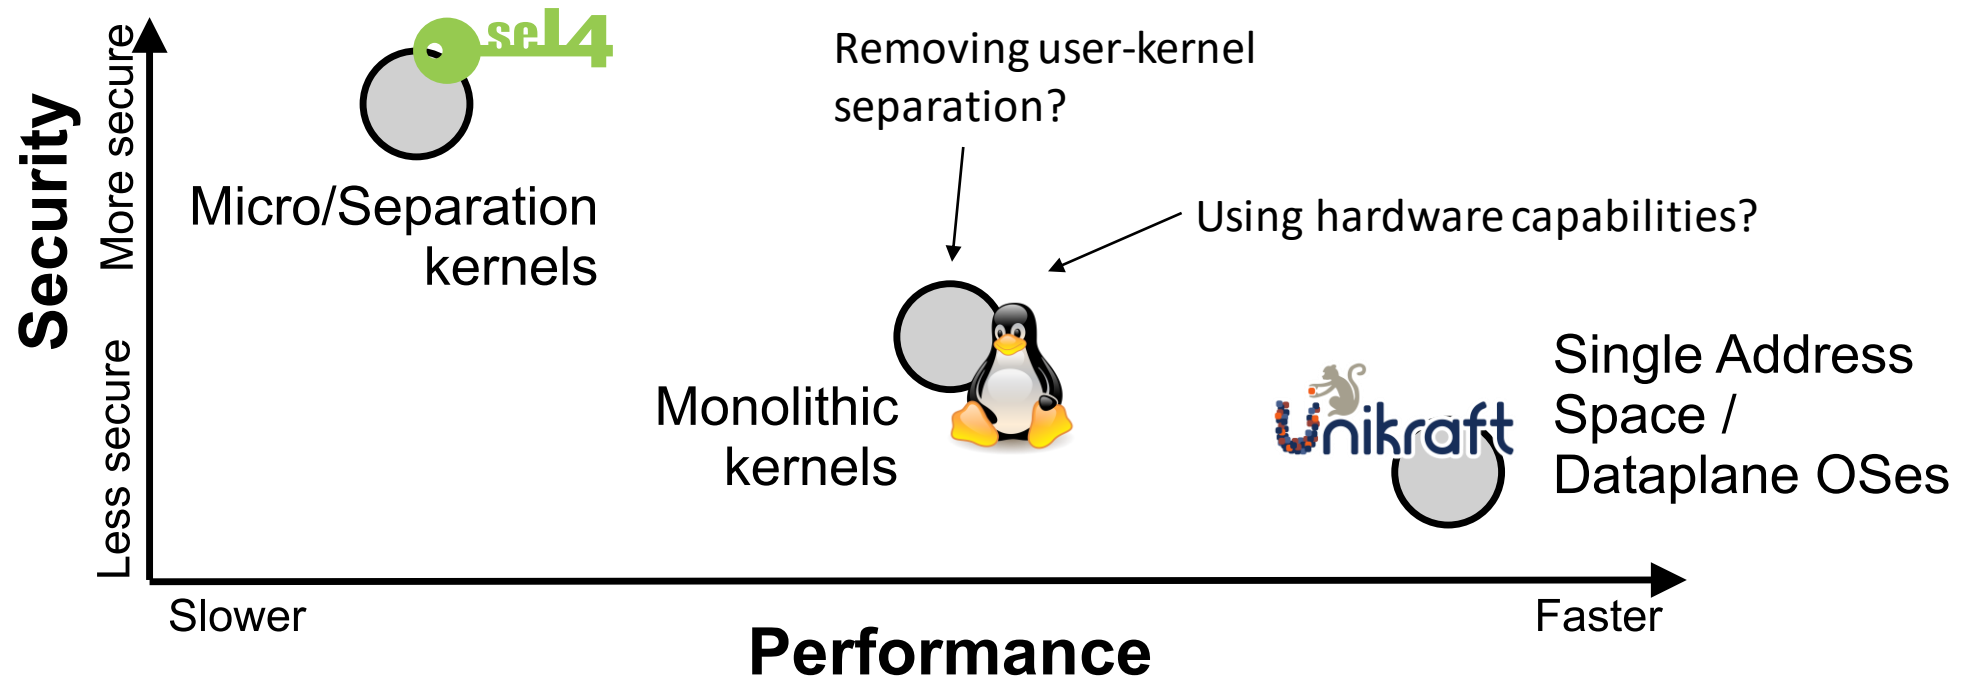 Security
More secure
Less secure
seL4
Micro/Separation
kernels
Removing user-kernel
separation?
Using hardware capabilities?
Monolithic
kernels
Unikraft
Single Address
Space /
Dataplane OSes
Slower
Faster
Performance